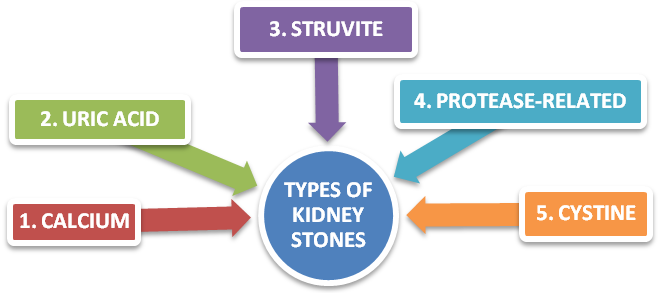 1. CALCIUM
2. URIC ACID
3. STRUVITE
4. PROTEASE-RELATED
5. CYSTINE
TYPES OF
KIDNEY
STONES